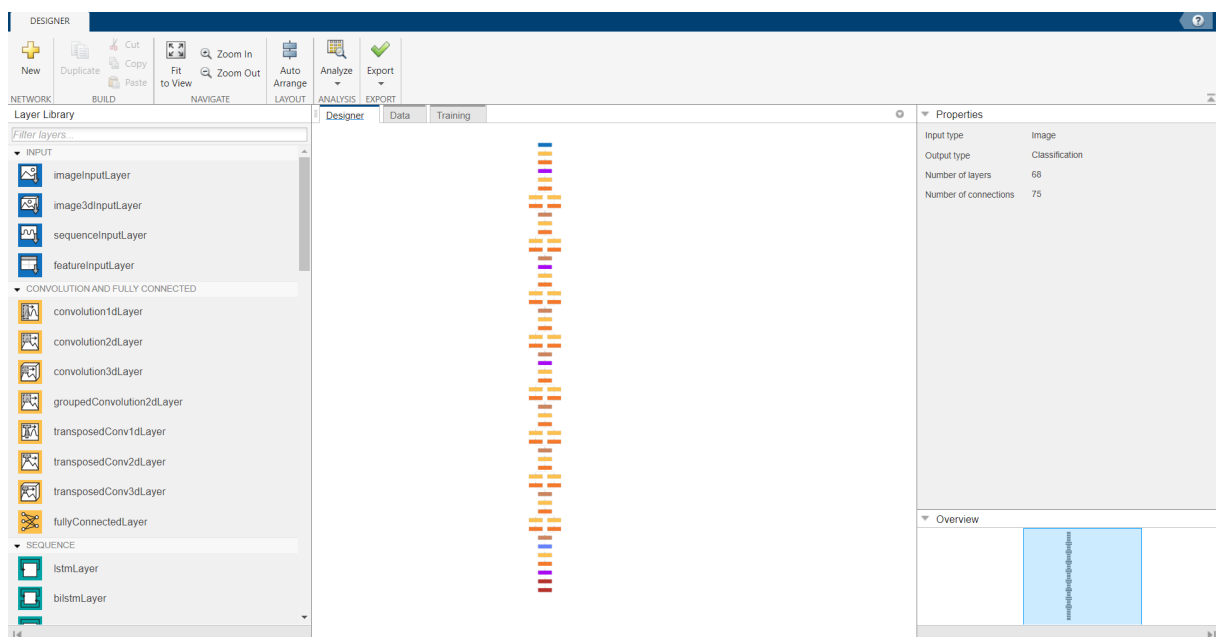 DESIGNER
?
New
Duplicate
Cut
Copy
Paste
Fit
to View
Zoom In
Zoom Out
Auto
Arrange
Analyze
Export
NETWORK BUILD NAVIGATE LAYOUT ANALYSIS EXPORT
Layer Library
Filter layers...
INPUT
imageInputLayer
image3dInputLayer
sequenceInputLayer
featureInputLayer
CONVOLUTION AND FULLY CONNECTED
convolution1dLayer
convolution2dLayer
convolution3dLayer
groupedConvolution2dLayer
transposedConv1dLayer
transposedConv2dLayer
transposedConv3dLayer
fullyConnectedLayer
SEQUENCE
lstmLayer
bilstmLayer
Designer Data Training
Properties
Input type Image
Output type Classification
Number of layers 68
Number of connections 75
Overview